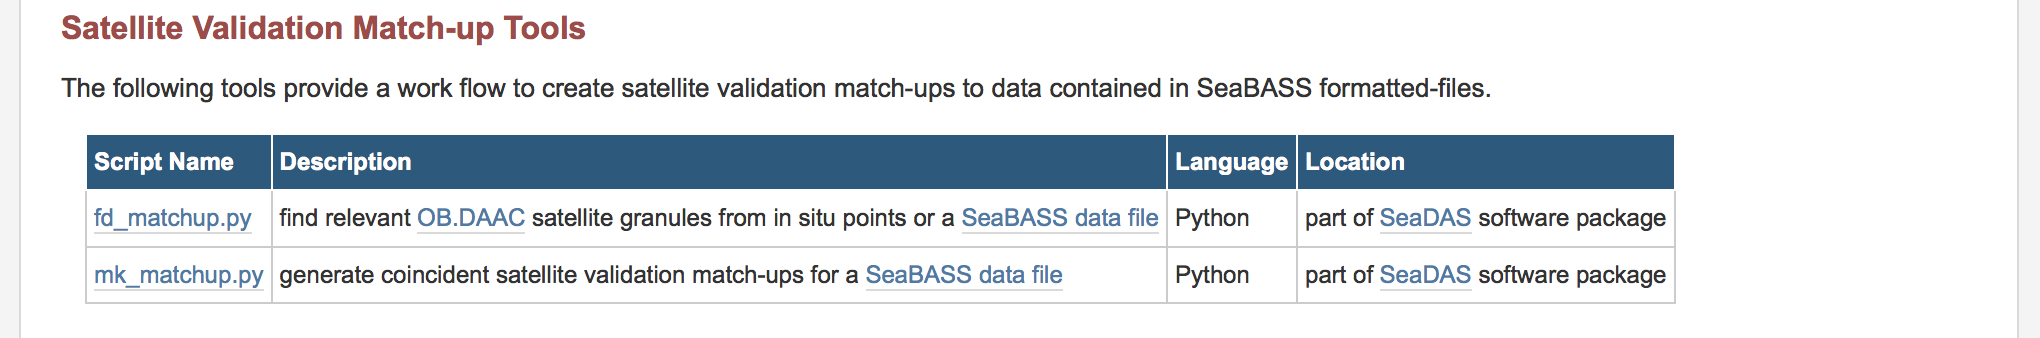 Satellite Validation Match-up Tools
The following tools provide a work flow to create satellite validation match-ups to data contained in SeaBASS formatted-files.
Script Name Description Language Location
fd_matchup.py find relevant OB.DAAC satellite granules from in situ points or a SeaBASS data file Python part of SeaDAS software package
mk_matchup.py generate coincident satellite validation match-ups for a SeaBASS data file Python part of SeaDAS software package